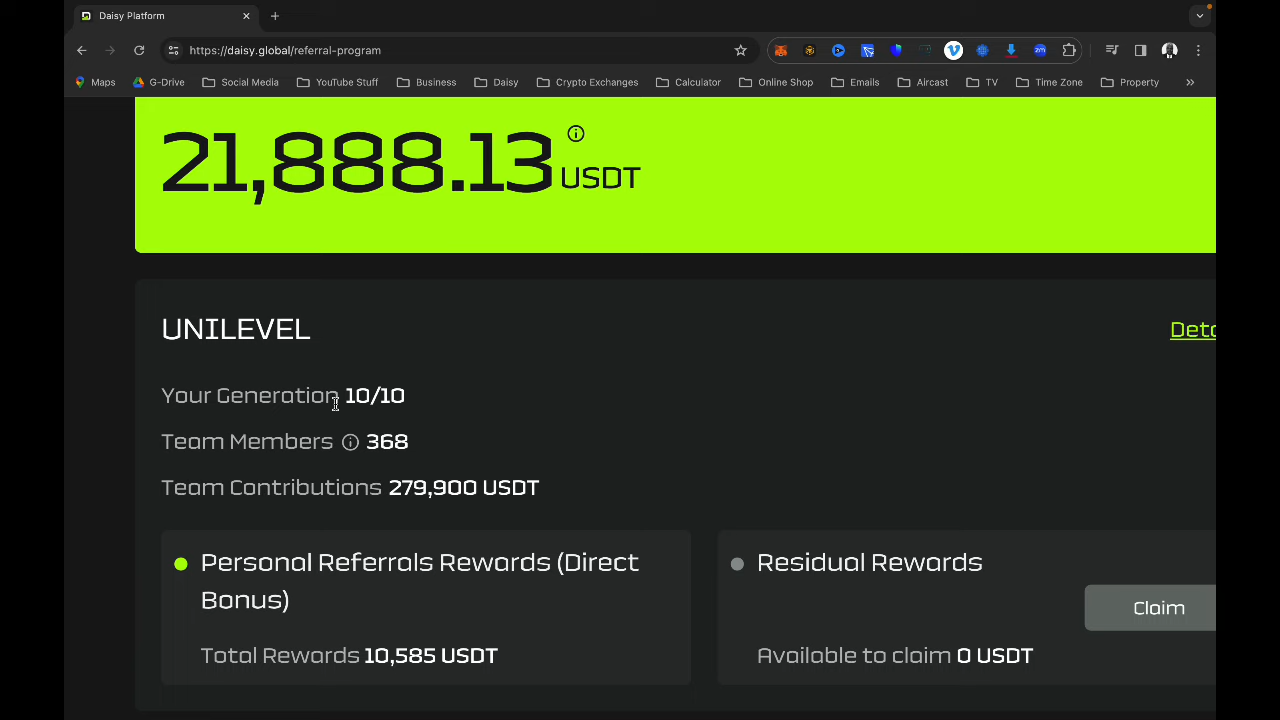 Daisy Platform
https://daisy.global/referral-program
Maps G-Drive Social Media YouTube Stuff Business Daisy Crypto Exchanges Calculator Online Shop Emails Aircast TV Time Zone Property »
21,888.13 USDT
UNILEVEL
Your Generation 10/10
Team Members 368
Team Contributions 279,900 USDT
Personal Referrals Rewards (Direct
Bonus)
Total Rewards 10,585 USDT
Residual Rewards
Claim
Available to claim 0 USDT